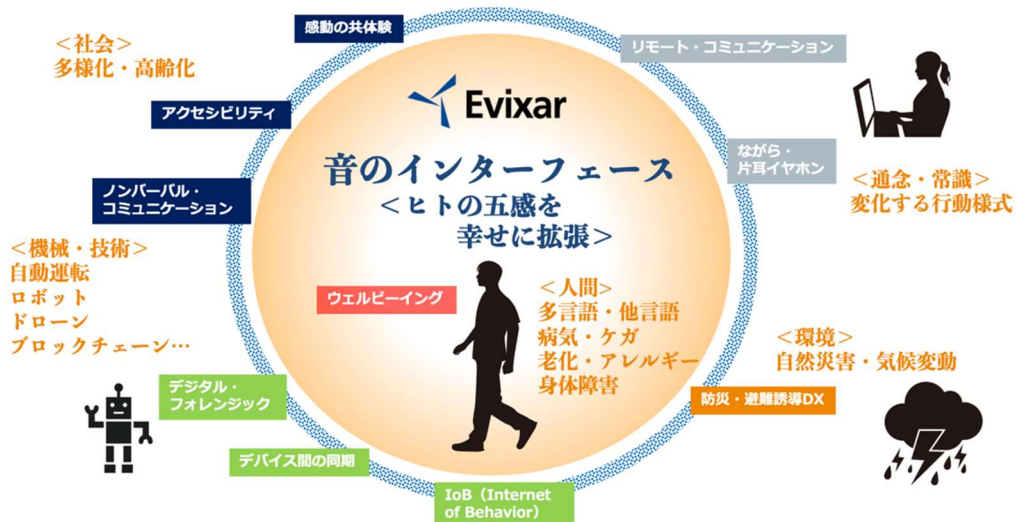 感動の共体験
リモート・コミュニケーション
＜社会＞
多様化・高齢化
アクセシビリティ
Evixar
音のインターフェース
＜ヒトの五感を
幸せに拡張＞
ながら・
片耳イヤホン
＜通念・常識＞
変化する行動様式
ノンバーバル・
コミュニケーション
＜機械・技術＞
自動運転
ロボット
ドローン
ブロックチェーン…
ウェルビーイング
＜人間＞
多言語・他言語
病気・ケガ
老化・アレルギー
身体障害
＜環境＞
自然災害・気候変動
デジタル・
フォレンジック
防災・避難誘導DX
デバイス間の同期
IoB（Internet
of Behavior）